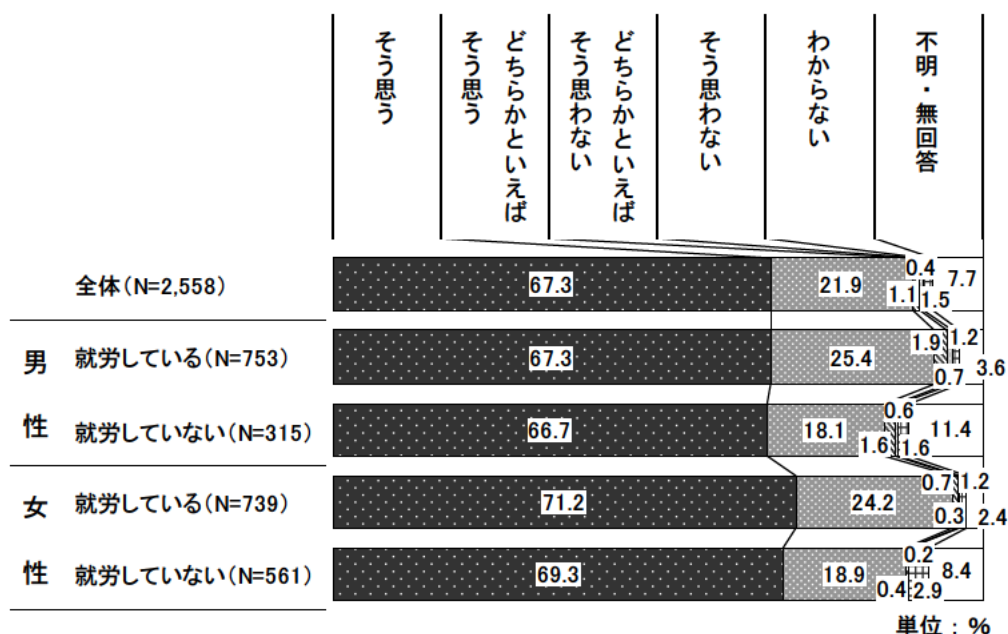 そう思う
どちらかといえば
そう思う
どちらかといえば
そう思わない
そう思わない
わからない
不明・無回答
全体(N=2,558)
67.3
21.9
1.1
0.4
1.5
7.7
男性
就労している(N=753)
67.3
25.4
1.9
0.7
1.2
3.6
就労していない(N=315)
66.7
18.1
1.6
0.6
1.6
11.4
女性
就労している(N=739)
71.2
24.2
0.7
0.3
1.2
2.4
就労していない(N=561)
69.3
18.9
0.4
0.2
2.9
8.4
単位:%